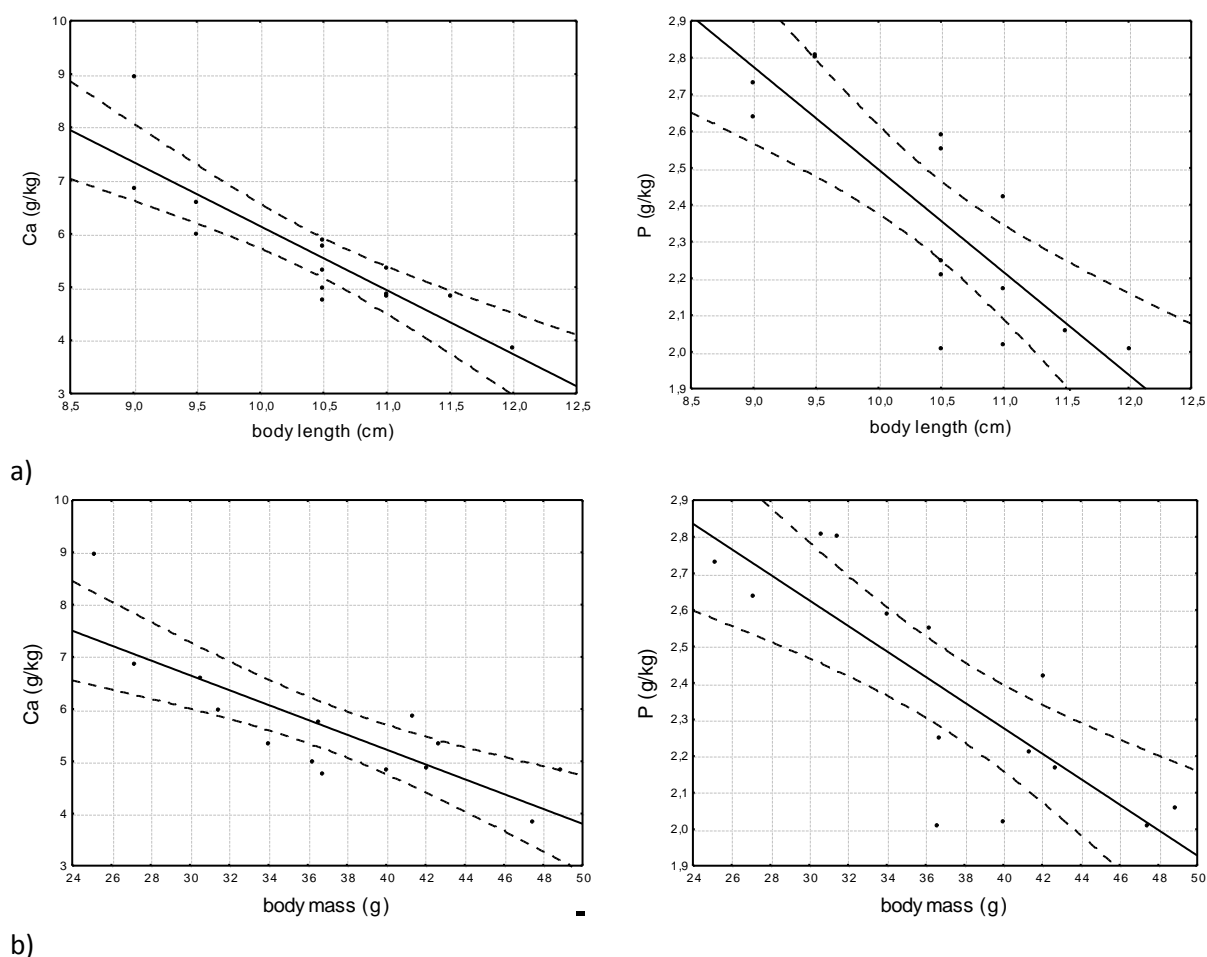 10
9
8
7
6
5
4
3
Ca (g/kg)
8,5 9,0 9,5 10,0 10,5 11,0 11,5 12,0 12,5
body length (cm)
2,9
2,8
2,7
2,6
2,5
2,4
2,3
2,2
2,1
2,0
1,9
P (g/kg)
8,5 9,0 9,5 10,0 10,5 11,0 11,5 12,0 12,5
body length (cm)
a)
10
9
8
7
6
5
4
3
Ca (g/kg)
24 26 28 30 32 34 36 38 40 42 44 46 48 50
body mass (g)
2,9
2,8
2,7
2,6
2,5
2,4
2,3
2,2
2,1
2,0
1,9
P (g/kg)
24 26 28 30 32 34 36 38 40 42 44 46 48 50
body mass (g)
b)